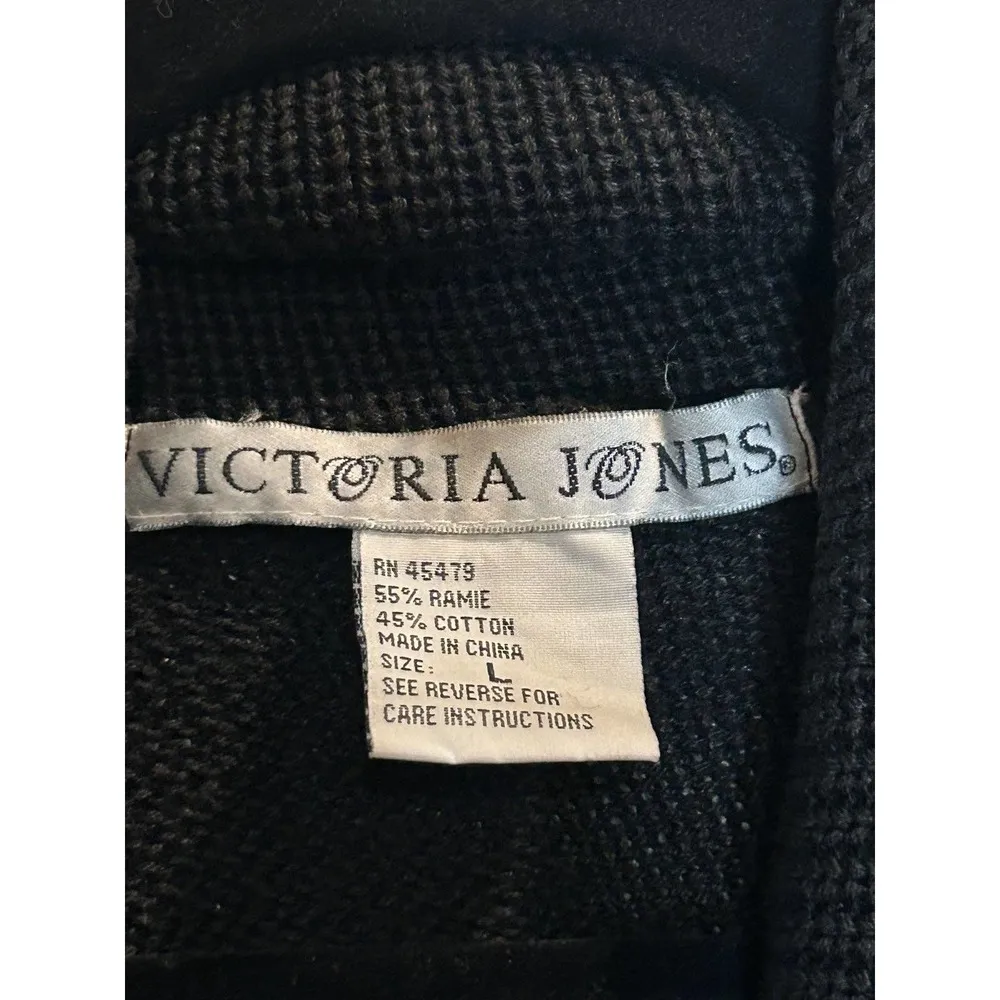 VICTORIA JONES®
RN 45479
55% RAMIE
45% COTTON
MADE IN CHINA
SIZE: L
SEE REVERSE FOR
CARE INSTRUCTIONS